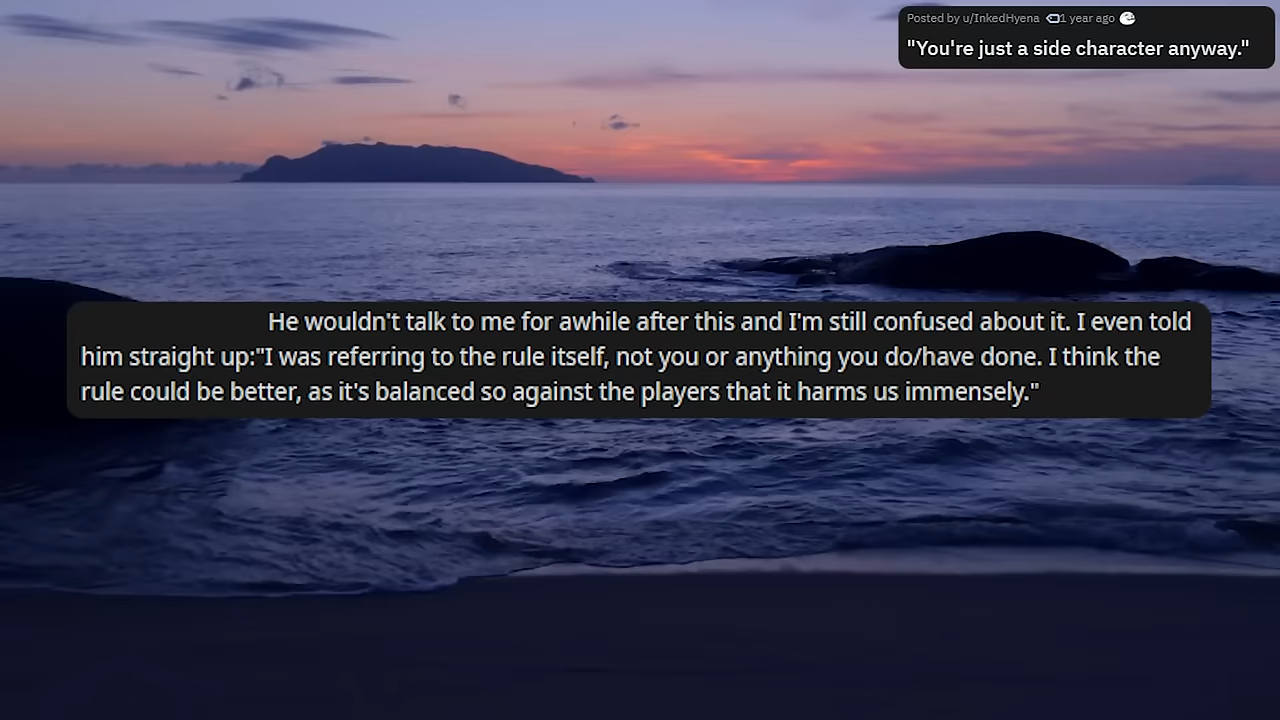 Posted by u/InkedHyena 1 year ago
"You're just a side character anyway."
He wouldn't talk to me for awhile after this and I'm still confused about it. I even told
him straight up:"I was referring to the rule itself, not you or anything you do/have done. I think the
rule could be better, as it's balanced so against the players that it harms us immensely."